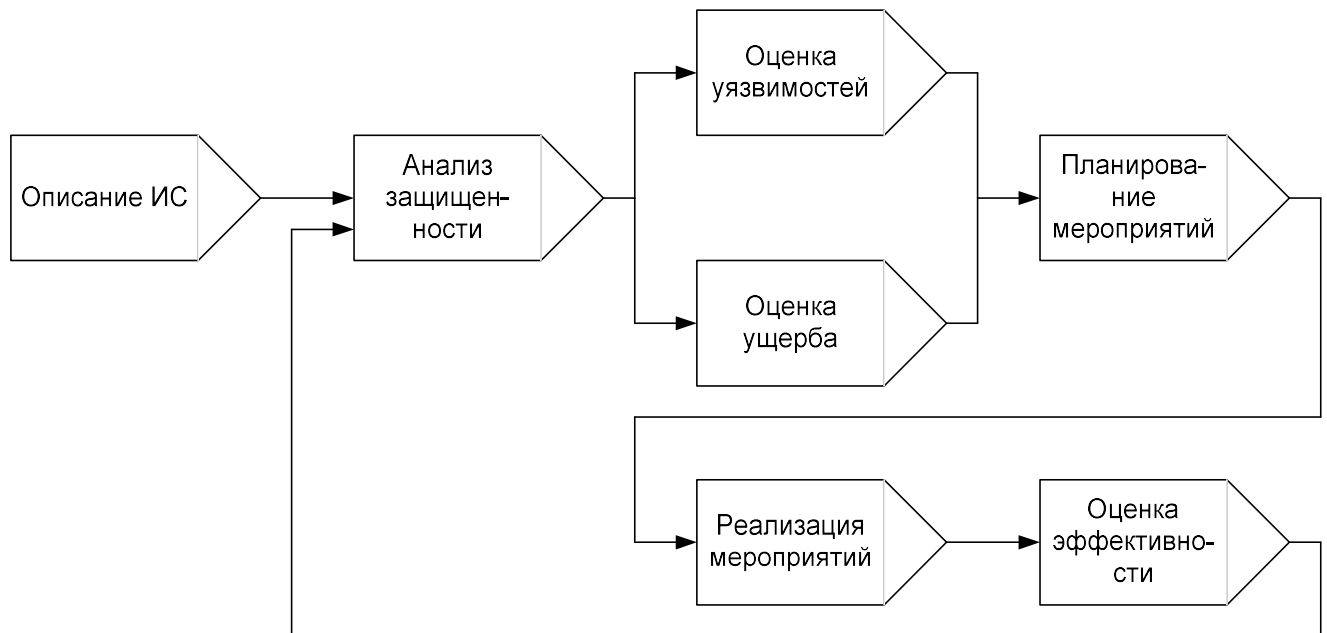 Оценка
уязвимостей
Описание ИС
Анализ
защищен-
ности
Планирова-
ние
мероприятий
Оценка
ущерба
Реализация
мероприятий
Оценка
эффективно-
сти